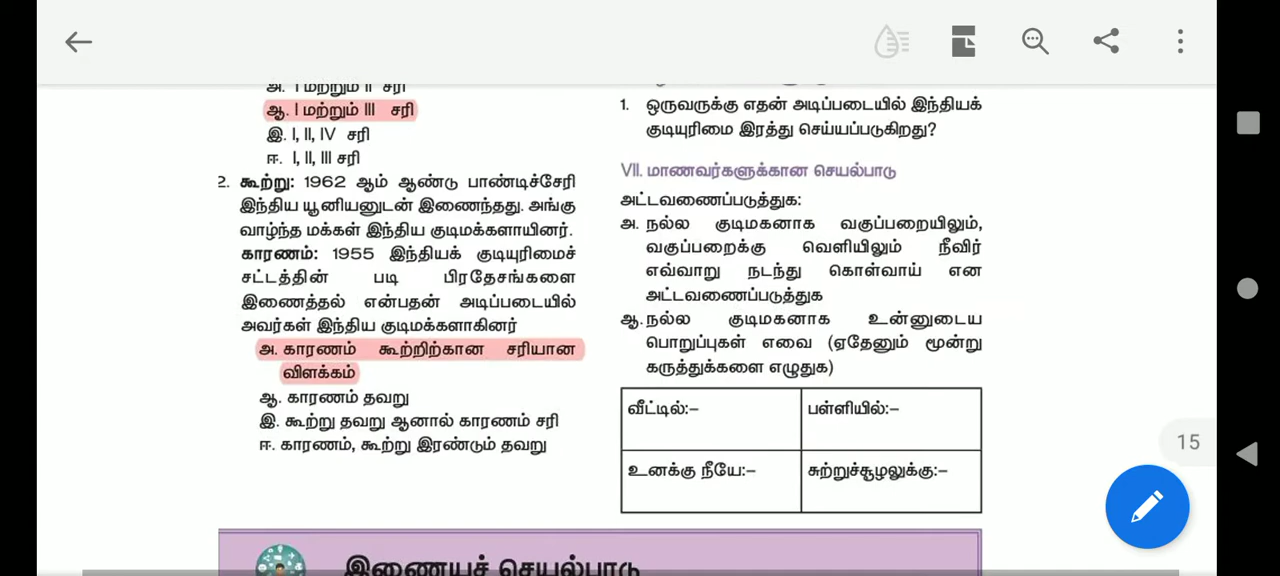 அ. I மற்றும் II சரி
ஆ. I மற்றும் III சரி
இ. I, II, IV சரி
ஈ. I, II, III சரி
2. கூற்று: 1962 ஆம் ஆண்டு பாண்டிச்சேரி
இந்திய யூனியனுடன் இணைந்தது. அங்கு
வாழ்ந்த மக்கள் இந்திய குடிமக்களாயினர்.
காரணம்: 1955 இந்தியக் குடியுரிமைச்
சட்டத்தின் படி பிரதேசங்களை
இணைத்தல் என்பதன் அடிப்படையில்
அவர்கள் இந்திய குடிமக்களாகினர்
அ. காரணம் கூற்றிற்கான சரியான
விளக்கம்
ஆ. காரணம் தவறு
இ. கூற்று தவறு ஆனால் காரணம் சரி
ஈ. காரணம், கூற்று இரண்டும் தவறு
1. ஒருவருக்கு எதன் அடிப்படையில் இந்தியக்
குடியுரிமை இரத்து செய்யப்படுகிறது?
VII. மாணவர்களுக்கான செயல்பாடு
அட்டவணைப்படுத்துக:
அ. நல்ல குடிமகனாக வகுப்பறையிலும்,
வகுப்பறைக்கு வெளியிலும் நீவிர்
எவ்வாறு நடந்து கொள்வாய் என
அட்டவணைப்படுத்துக
ஆ. நல்ல குடிமகனாக உன்னுடைய
பொறுப்புகள் எவை (ஏதேனும் மூன்று
கருத்துக்களை எழுதுக)
வீட்டில்:–
பள்ளியில்:–
உனக்கு நீயே:–
சுற்றுச்சூழலுக்கு:–
15
இணையச் செயல்பாடு